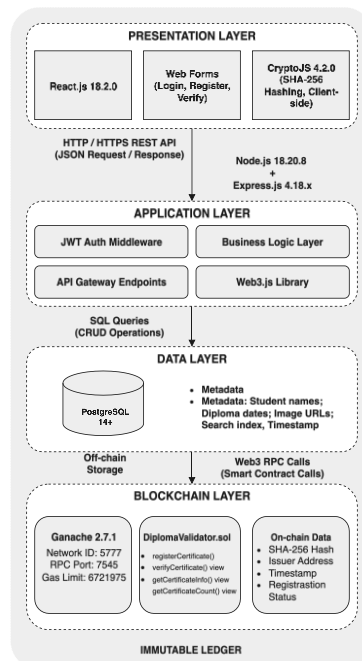 PRESENTATION LAYER
React.js 18.2.0
Web Forms
(Login, Register,
Verify)
CryptoJS 4.2.0
(SHA-256
Hashing, Client-
side)
HTTP / HTTPS REST API
(JSON Request / Response)
Node.js 18.20.8
+
Express.js 4.18.x
APPLICATION LAYER
JWT Auth Middleware
Business Logic Layer
API Gateway Endpoints
Web3.js Library
SQL Queries
(CRUD Operations)
DATA LAYER
PostgreSQL
14+
• Metadata
• Metadata: Student names;
Diploma dates; Image URLs;
Search index, Timestamp
Off-chain
Storage
Web3 RPC Calls
(Smart Contract Calls)
BLOCKCHAIN LAYER
Ganache 2.7.1
Network ID: 5777
RPC Port: 7545
Gas Limit: 6721975
DiplomaValidator.sol
• registerCertificate()
• verifyCertificate() view
• getCertificateInfo() view
getCertificateCount() view
On-chain Data
• SHA-256 Hash
• Issuer Address
• Timestamp
• Registrastion
Status
IMMUTABLE LEDGER